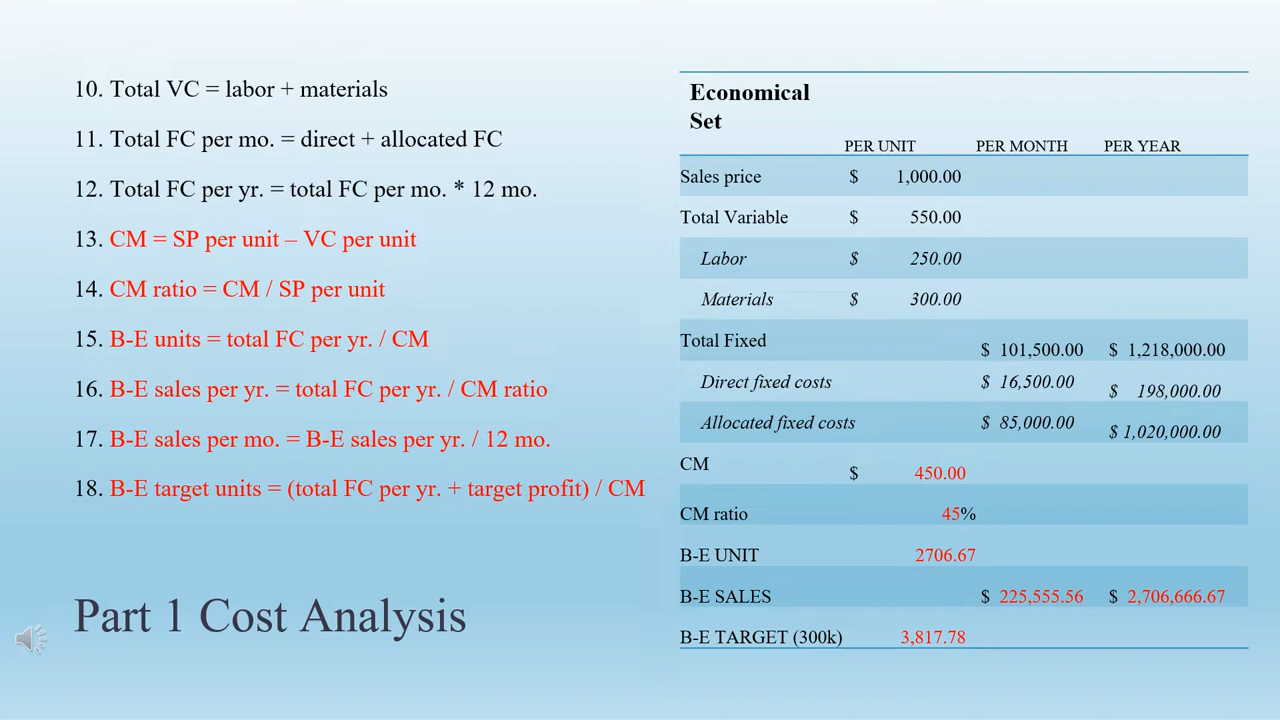 10. Total VC = labor + materials
11. Total FC per mo. = direct + allocated FC
12. Total FC per yr. = total FC per mo. * 12 mo.
13. CM = SP per unit – VC per unit
14. CM ratio = CM / SP per unit
15. B-E units = total FC per yr. / CM
16. B-E sales per yr. = total FC per yr. / CM ratio
17. B-E sales per mo. = B-E sales per yr. / 12 mo.
18. B-E target units = (total FC per yr. + target profit) / CM
Part 1 Cost Analysis
Economical
Set
PER UNIT PER MONTH PER YEAR
Sales price $ 1,000.00
Total Variable $ 550.00
Labor $ 250.00
Materials $ 300.00
Total Fixed $ 101,500.00 $ 1,218,000.00
Direct fixed costs $ 16,500.00 $ 198,000.00
Allocated fixed costs $ 85,000.00 $ 1,020,000.00
CM $ 450.00
CM ratio 45%
B-E UNIT 2706.67
B-E SALES $ 225,555.56 $ 2,706,666.67
B-E TARGET (300k) 3,817.78